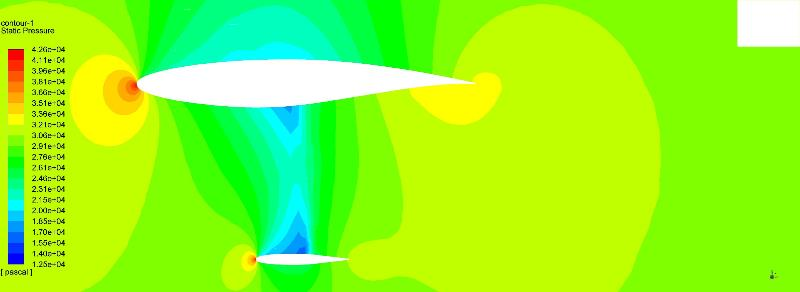 contour-1
Static Pressure
4.26e+04
4.11e+04
3.96e+04
3.81e+04
3.66e+04
3.51e+04
3.36e+04
3.21e+04
3.06e+04
2.91e+04
2.76e+04
2.61e+04
2.46e+04
2.31e+04
2.15e+04
2.00e+04
1.85e+04
1.70e+04
1.55e+04
1.40e+04
1.25e+04
[ pascal ]